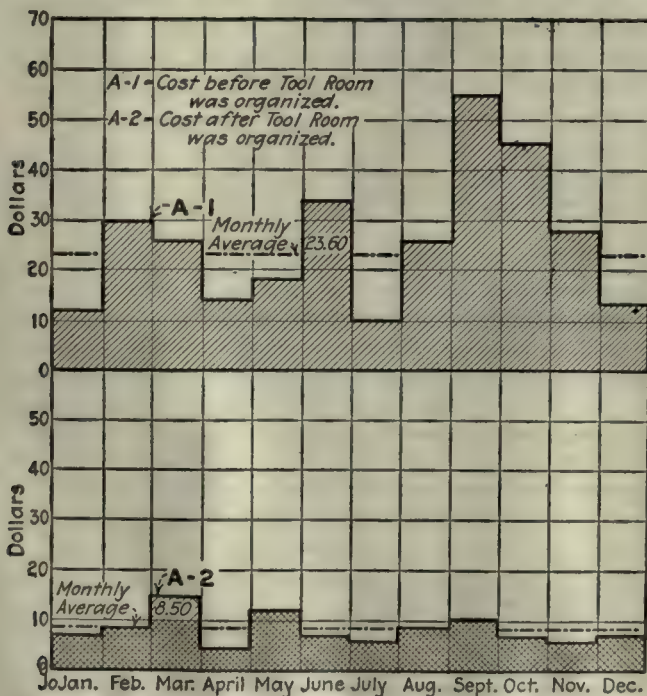 70
60
A-1= Cost before Tool Room
was organized.
50
A-2= Cost after Tool Room
was organized.
40
Dollars
30
A-1
Monthly
Average
23.60
20
10
0
50
40
Dollars
30
20
A-2
Monthly
Average
8.50
10
0
Jan. Feb. Mar. April May June July Aug. Sept. Oct. Nov. Dec.